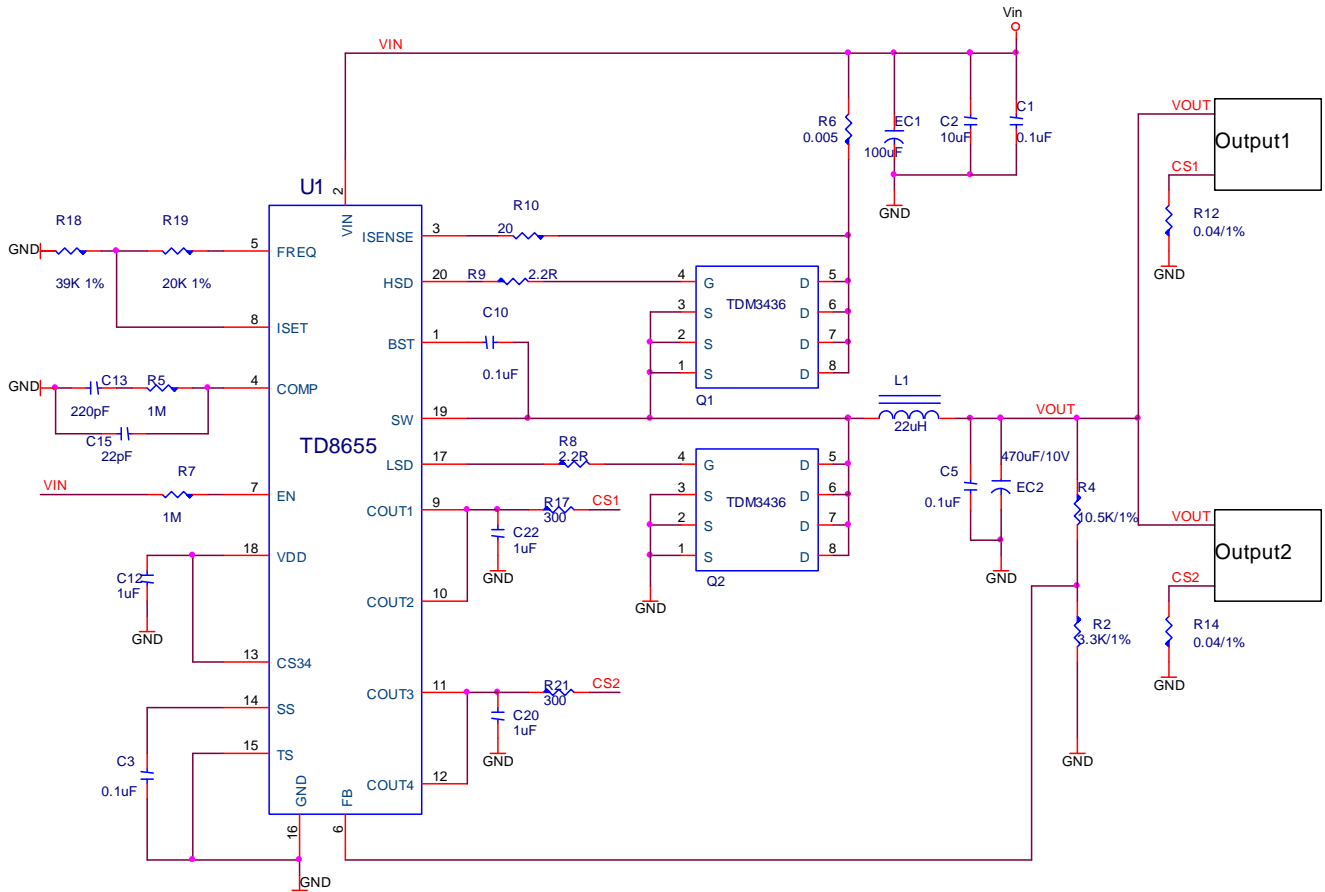 Vin
VIN
VOUT
Output1
CS1
R12
0.04/1%
GND
R6
0.005
EC1
100uF
C2
10uF
C1
0.1uF
GND
U1
TD8655
2
VIN
R18
39K 1%
R19
20K 1%
GND
5
FREQ
8
ISET
GND
C13
220pF
R5
1M
C15
22pF
4
COMP
VIN
R7
1M
7
EN
18
VDD
C12
1uF
GND
13
CS34
14
SS
15
TS
C3
0.1uF
GND
16
GND
FB
6
ISENSE
3
R10
20
HSD
20
R9
2.2R
BST
1
C10
0.1uF
SW
19
LSD
17
R8
2.2R
COUT1
9
R17
300
CS1
C22
1uF
GND
COUT2
10
COUT3
11
R21
300
CS2
C20
1uF
GND
COUT4
12
4
G
3
S
2
S
1
S
TDM3436
D
5
D
6
D
7
D
8
Q1
4
G
3
S
2
S
1
S
TDM3436
D
5
D
6
D
7
D
8
Q2
GND
L1
22uH
VOUT
C5
0.1uF
470uF/10V
EC2
GND
R4
10.5K/1%
R2
3.3K/1%
GND
VOUT
Output2
CS2
R14
0.04/1%
GND